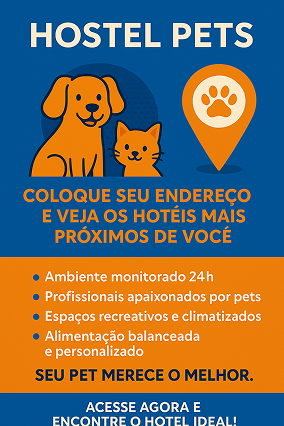 HOSTEL PETS
COLOQUE SEU ENDEREÇO
E VEJA OS HOTÉIS MAIS
PRÓXIMOS DE VOCÉ
• Ambiente monitorado 24h
• Profissionais apaixonados por pets
• Espaços recreativos e climatizados
• Alimentação balanceada
e personalizado
SEU PET MERECE O MELHOR.
ACESSE AGORA E
ENCONTRE O HOTEL IDEAL!